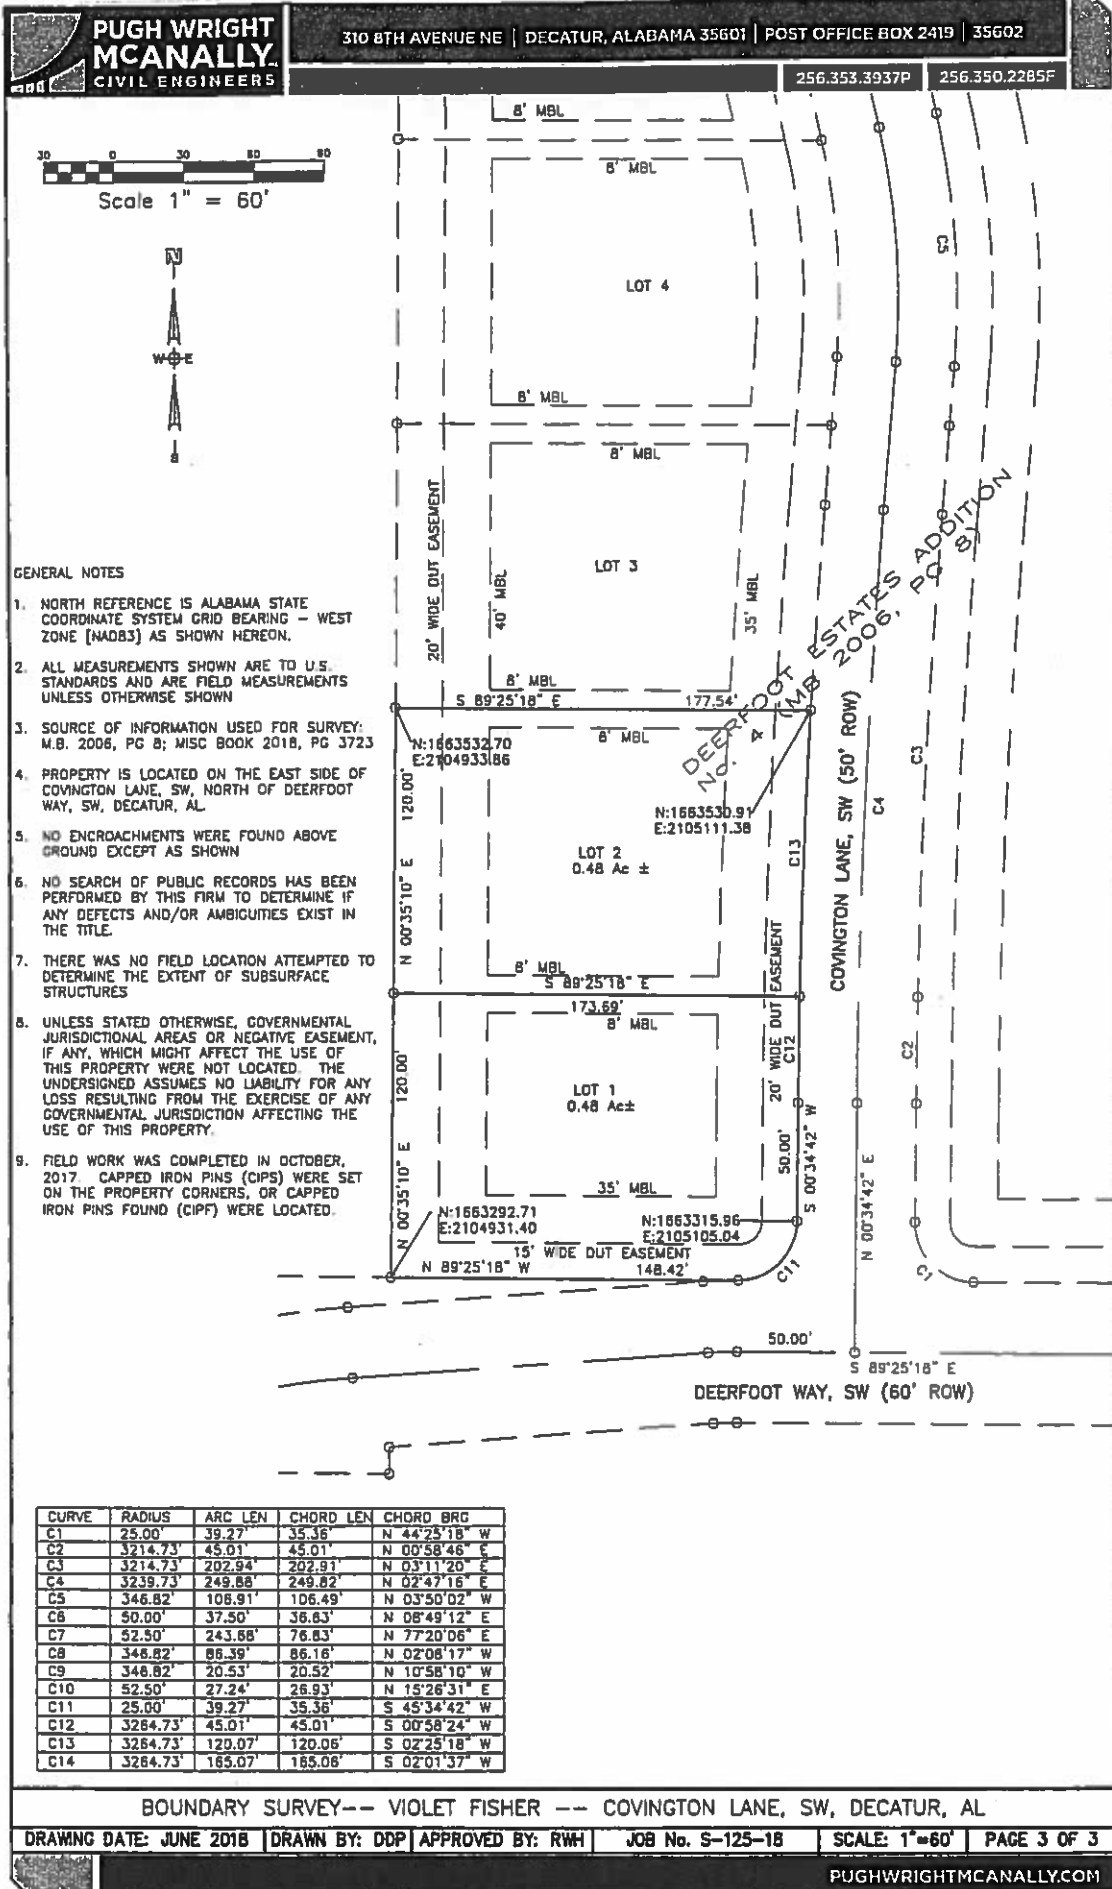 PUGH WRIGHT
MCANALLY
CIVIL ENGINEERS
310 8TH AVENUE NE | DECATUR, ALABAMA 35601 | POST OFFICE BOX 2419 | 35602
256.353.3937P
256.350.2285F
30 0 30 60 90
Scale 1" = 60'
N
W E
S
8' MBL
8' MBL
LOT 4
8' MBL
C5
8' MBL
LOT 3
20' WIDE DUT EASEMENT
40' MBL
35' MBL
8' MBL
DEERFOOT ESTATES ADDITION
No. 4 (MB 2006, PG 8)
S 89°25'18" E 177.54'
N:1663532.70
E:2104933.86
8' MBL
N:1663530.91
E:2105111.38
120.00'
N 00°35'10" E
LOT 2
0.48 Ac ±
C13
COVINGTON LANE, SW (50' ROW)
C4
C3
8' MBL
S 89°25'18" E
173.69'
8' MBL
20' WIDE DUT EASEMENT
C12
C2
120.00'
N 00°35'10" E
LOT 1
0.48 Ac±
50.00'
S 00°34'42" W
N 00°34'42" E
35' MBL
N:1663292.71
E:2104931.40
N:1663315.96
E:2105105.04
15' WIDE DUT EASEMENT
N 89°25'18" W 148.42'
C11
C1
50.00'
S 89°25'18" E
DEERFOOT WAY, SW (60' ROW)
GENERAL NOTES
1. NORTH REFERENCE IS ALABAMA STATE
COORDINATE SYSTEM GRID BEARING – WEST
ZONE [NAD83] AS SHOWN HEREON.
2. ALL MEASUREMENTS SHOWN ARE TO U.S.
STANDARDS AND ARE FIELD MEASUREMENTS
UNLESS OTHERWISE SHOWN
3. SOURCE OF INFORMATION USED FOR SURVEY:
M.B. 2006, PG 8; MISC BOOK 2018, PG 3723
4. PROPERTY IS LOCATED ON THE EAST SIDE OF
COVINGTON LANE, SW, NORTH OF DEERFOOT
WAY, SW, DECATUR, AL.
5. NO ENCROACHMENTS WERE FOUND ABOVE
GROUND EXCEPT AS SHOWN
6. NO SEARCH OF PUBLIC RECORDS HAS BEEN
PERFORMED BY THIS FIRM TO DETERMINE IF
ANY DEFECTS AND/OR AMBIGUITIES EXIST IN
THE TITLE.
7. THERE WAS NO FIELD LOCATION ATTEMPTED TO
DETERMINE THE EXTENT OF SUBSURFACE
STRUCTURES
8. UNLESS STATED OTHERWISE, GOVERNMENTAL
JURISDICTIONAL AREAS OR NEGATIVE EASEMENT,
IF ANY, WHICH MIGHT AFFECT THE USE OF
THIS PROPERTY WERE NOT LOCATED. THE
UNDERSIGNED ASSUMES NO LIABILITY FOR ANY
LOSS RESULTING FROM THE EXERCISE OF ANY
GOVERNMENTAL JURISDICTION AFFECTING THE
USE OF THIS PROPERTY.
9. FIELD WORK WAS COMPLETED IN OCTOBER,
2017. CAPPED IRON PINS (CIPS) WERE SET
ON THE PROPERTY CORNERS, OR CAPPED
IRON PINS FOUND (CIPF) WERE LOCATED.
CURVE RADIUS ARC LEN CHORD LEN CHORD BRG
C1 25.00' 39.27' 35.36' N 44°25'18" W
C2 3214.73' 45.01' 45.01' N 00°58'46" E
C3 3214.73' 202.94' 202.91' N 03°11'20" E
C4 3239.73' 249.88' 249.82' N 02°47'16" E
C5 346.82' 106.91' 106.49' N 03°50'02" W
C6 50.00' 37.50' 36.63' N 08°49'12" E
C7 52.50' 243.68' 76.83' N 77°20'06" E
C8 346.82' 86.39' 86.16' N 02°08'17" W
C9 346.82' 20.53' 20.52' N 10°58'10" W
C10 52.50' 27.24' 26.93' N 15°26'31" E
C11 25.00' 39.27' 35.36' S 45°34'42" W
C12 3264.73' 45.01' 45.01' S 00°58'24" W
C13 3264.73' 120.07' 120.06' S 02°25'18" W
C14 3264.73' 165.07' 165.06' S 02°01'37" W
BOUNDARY SURVEY–– VIOLET FISHER –– COVINGTON LANE, SW, DECATUR, AL
DRAWING DATE: JUNE 2018 DRAWN BY: DDP APPROVED BY: RWH JOB No. S-125-18 SCALE: 1"=60' PAGE 3 OF 3
PUGHWRIGHTMCANALLY.COM